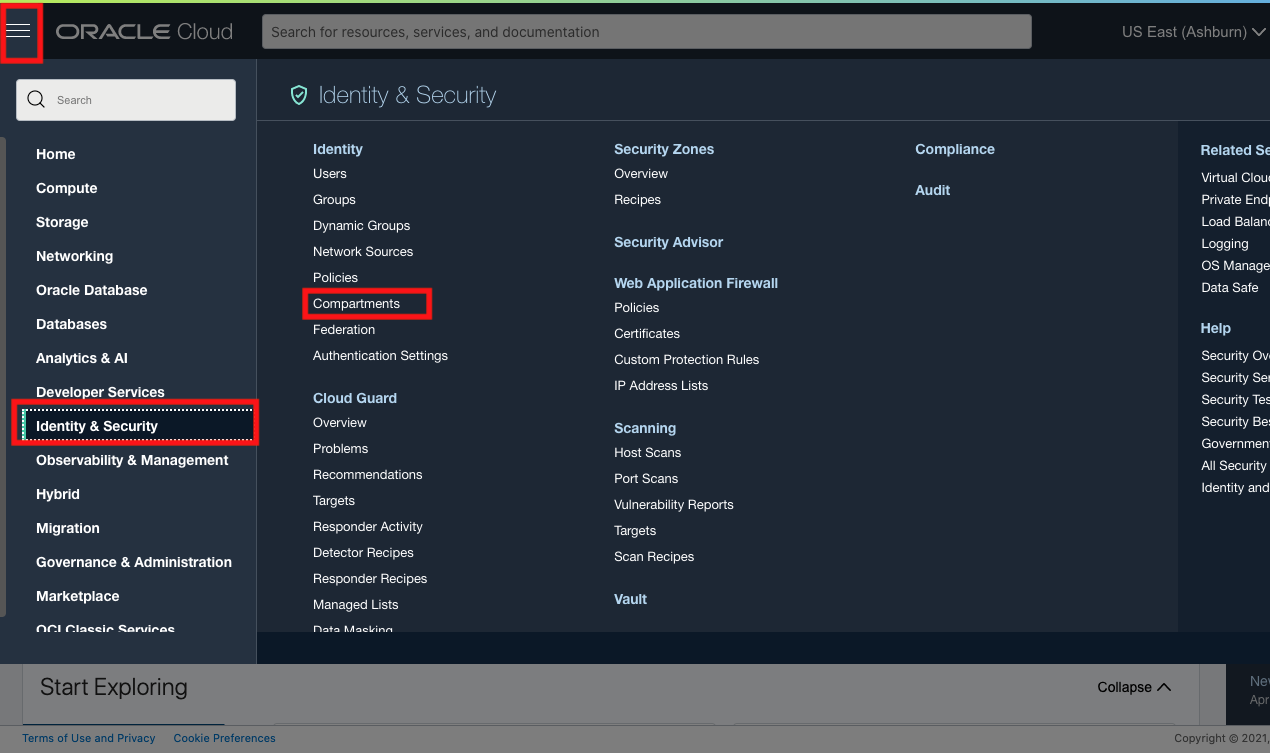 ORACLE Cloud
Search for resources, services, and documentation
US East (Ashburn)
Search
Home
Compute
Storage
Networking
Oracle Database
Databases
Analytics & AI
Developer Services
Identity & Security
Observability & Management
Hybrid
Migration
Governance & Administration
Marketplace
OCI Classic Services
Identity & Security
Identity
Users
Groups
Dynamic Groups
Network Sources
Policies
Compartments
Federation
Authentication Settings
Cloud Guard
Overview
Problems
Recommendations
Targets
Responder Activity
Detector Recipes
Responder Recipes
Managed Lists
Data Masking
Security Zones
Overview
Recipes
Security Advisor
Web Application Firewall
Policies
Certificates
Custom Protection Rules
IP Address Lists
Scanning
Host Scans
Port Scans
Vulnerability Reports
Targets
Scan Recipes
Vault
Compliance
Audit
Related Se
Virtual Clou
Private End
Load Balanc
Logging
OS Manage
Data Safe
Help
Security Ov
Security Ser
Security Tes
Security Bes
Government
All Security
Identity and
Start Exploring
Collapse
New
Apr
Terms of Use and Privacy
Cookie Preferences
Copyright © 2021,